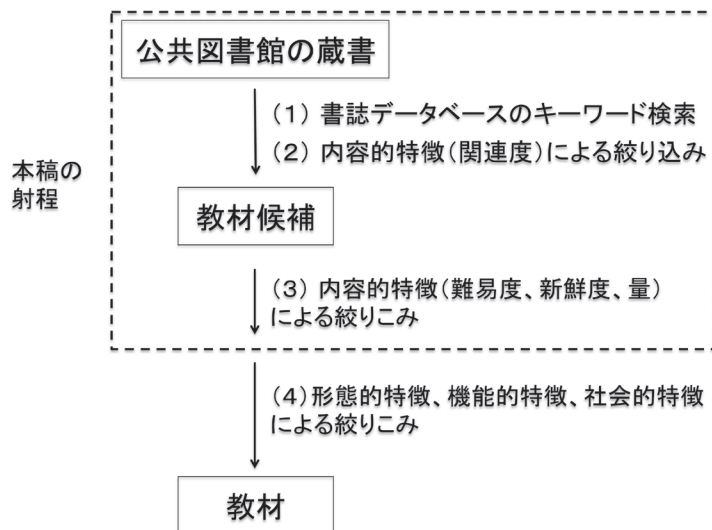 公共図書館の蔵書
(1) 書誌データベースのキーワード検索
(2) 内容的特徴(関連度)による絞り込み
本稿の
射程
教材候補
(3) 内容的特徴(難易度、新鮮度、量)
による絞りこみ
(4)形態的特徴、機能的特徴、社会的特徴
による絞りこみ
教材